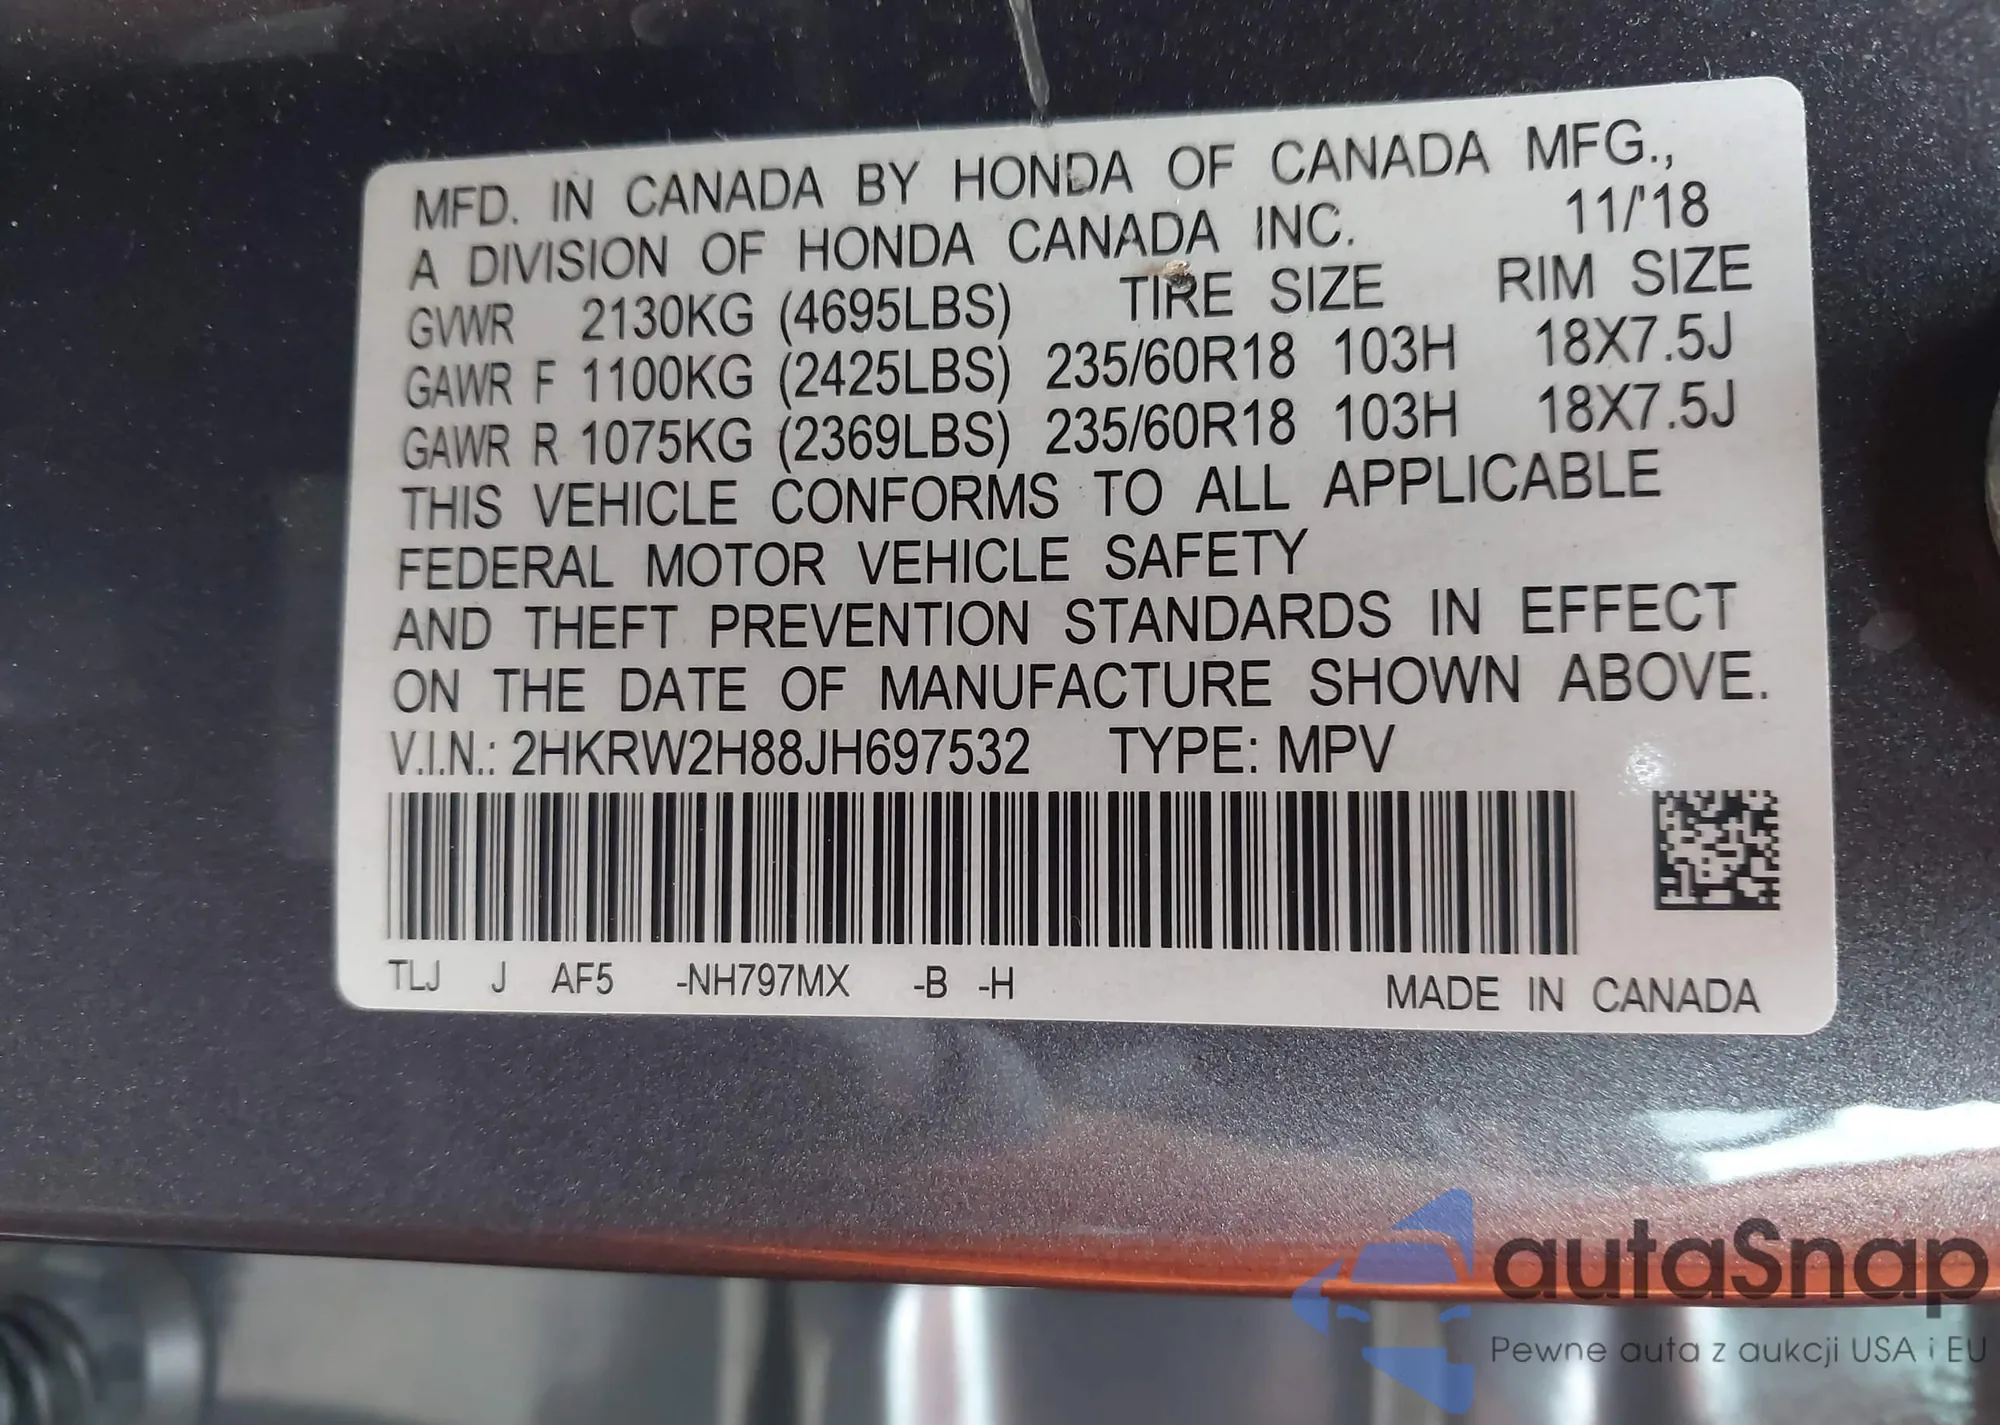 MFD. IN CANADA BY HONDA OF CANADA MFG.,
A DIVISION OF HONDA CANADA INC. 11/'18
GVWR 2130KG (4695LBS) TIRE SIZE RIM SIZE
GAWR F 1100KG (2425LBS) 235/60R18 103H 18X7.5J
GAWR R 1075KG (2369LBS) 235/60R18 103H 18X7.5J
THIS VEHICLE CONFORMS TO ALL APPLICABLE
FEDERAL MOTOR VEHICLE SAFETY
AND THEFT PREVENTION STANDARDS IN EFFECT
ON THE DATE OF MANUFACTURE SHOWN ABOVE.
V.I.N.: 2HKRW2H88JH697532 TYPE: MPV
TLJ J AF5 -NH797MX -B -H MADE IN CANADA
autaSnap
Pewne auta z aukcji USA i EU